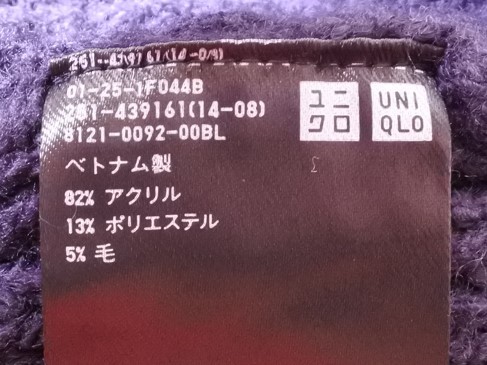 01-25-1F044B
251-439161(14-08)
8121-0092-00BL
ユニ
クロ
UNI
QLO
ベトナム製
82% アクリル
13% ポリエステル
5% 毛